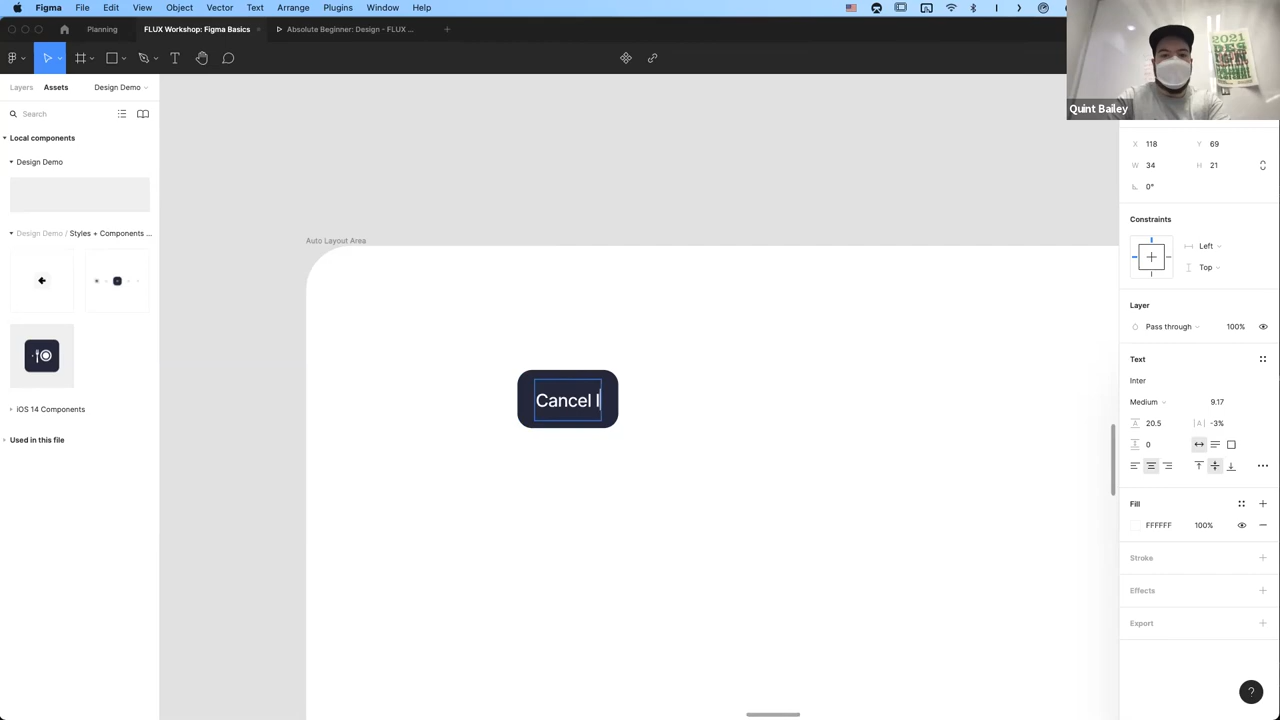 Figma File Edit View Object Vector Text Arrange Plugins Window Help
Planning FLUX Workshop: Figma Basics Absolute Beginner: Design - FLUX ...
Quint Bailey
Layers Assets Design Demo
Search
Local components
Design Demo
Design Demo / Styles + Components ...
iOS 14 Components
Used in this file
Auto Layout Area
Cancel I
X 118 Y 69
W 34 H 21
0°
Constraints
Left
Top
Layer
Pass through 100%
Text
Inter
Medium 9.17
20.5 -3%
0
Fill
FFFFFF 100%
Stroke
Effects
Export
?